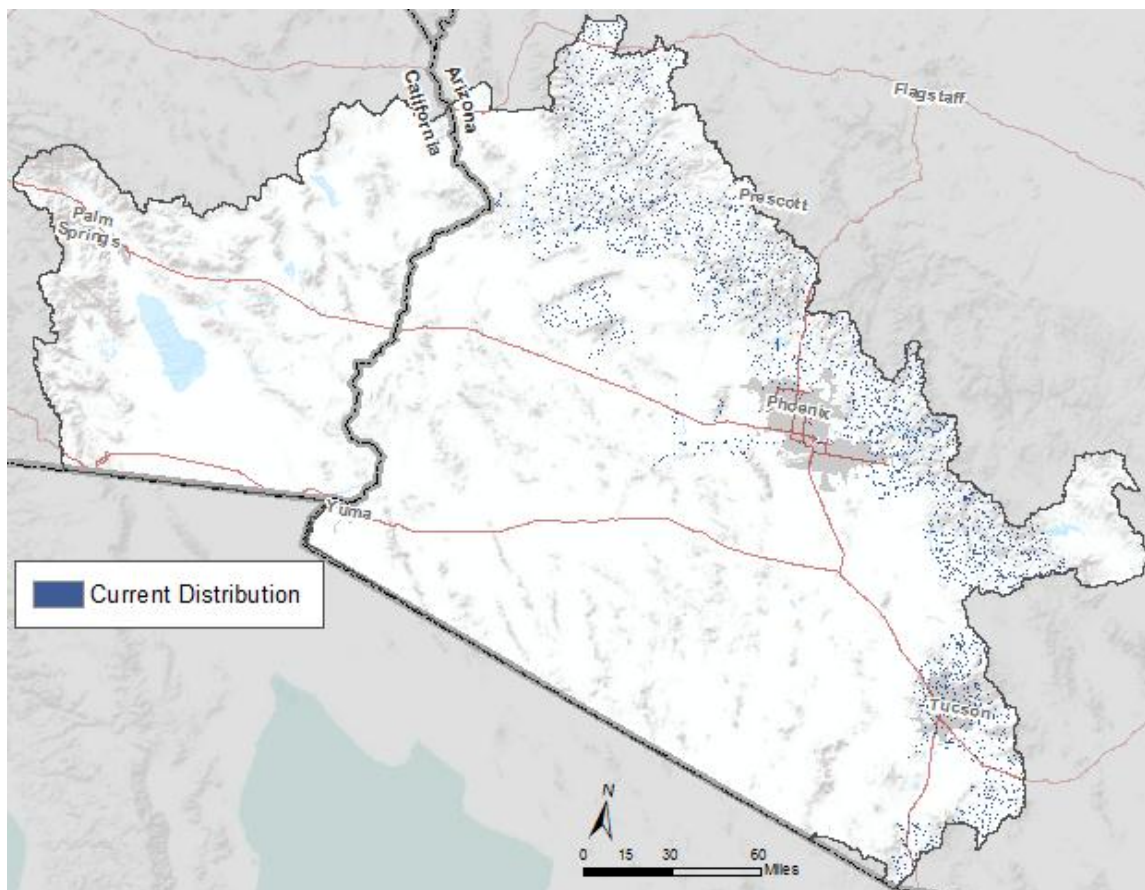 California
Arizona
Flagstaff
Prescott
Palm
Springs
Phoenix
Yuma
Current Distribution
Tucson
N
0 15 30 60
Miles